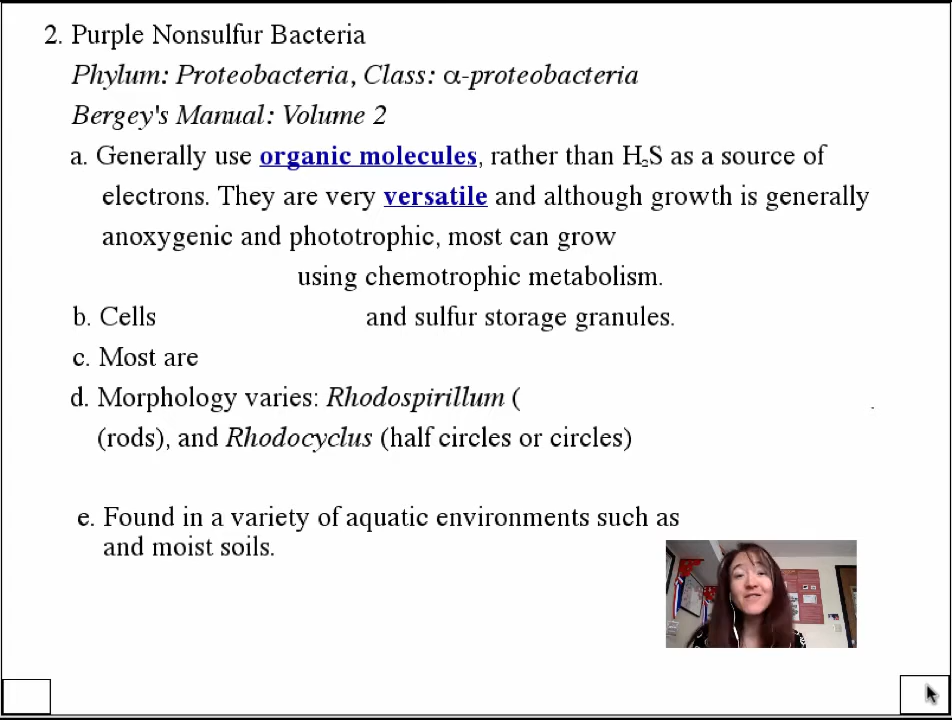 2. Purple Nonsulfur Bacteria
Phylum: Proteobacteria, Class: α-proteobacteria
Bergey's Manual: Volume 2
a. Generally use organic molecules, rather than H₂S as a source of
electrons. They are very versatile and although growth is generally
anoxygenic and phototrophic, most can grow
using chemotrophic metabolism.
b. Cells and sulfur storage granules.
c. Most are
d. Morphology varies: Rhodospirillum (
(rods), and Rhodocyclus (half circles or circles)
e. Found in a variety of aquatic environments such as
and moist soils.